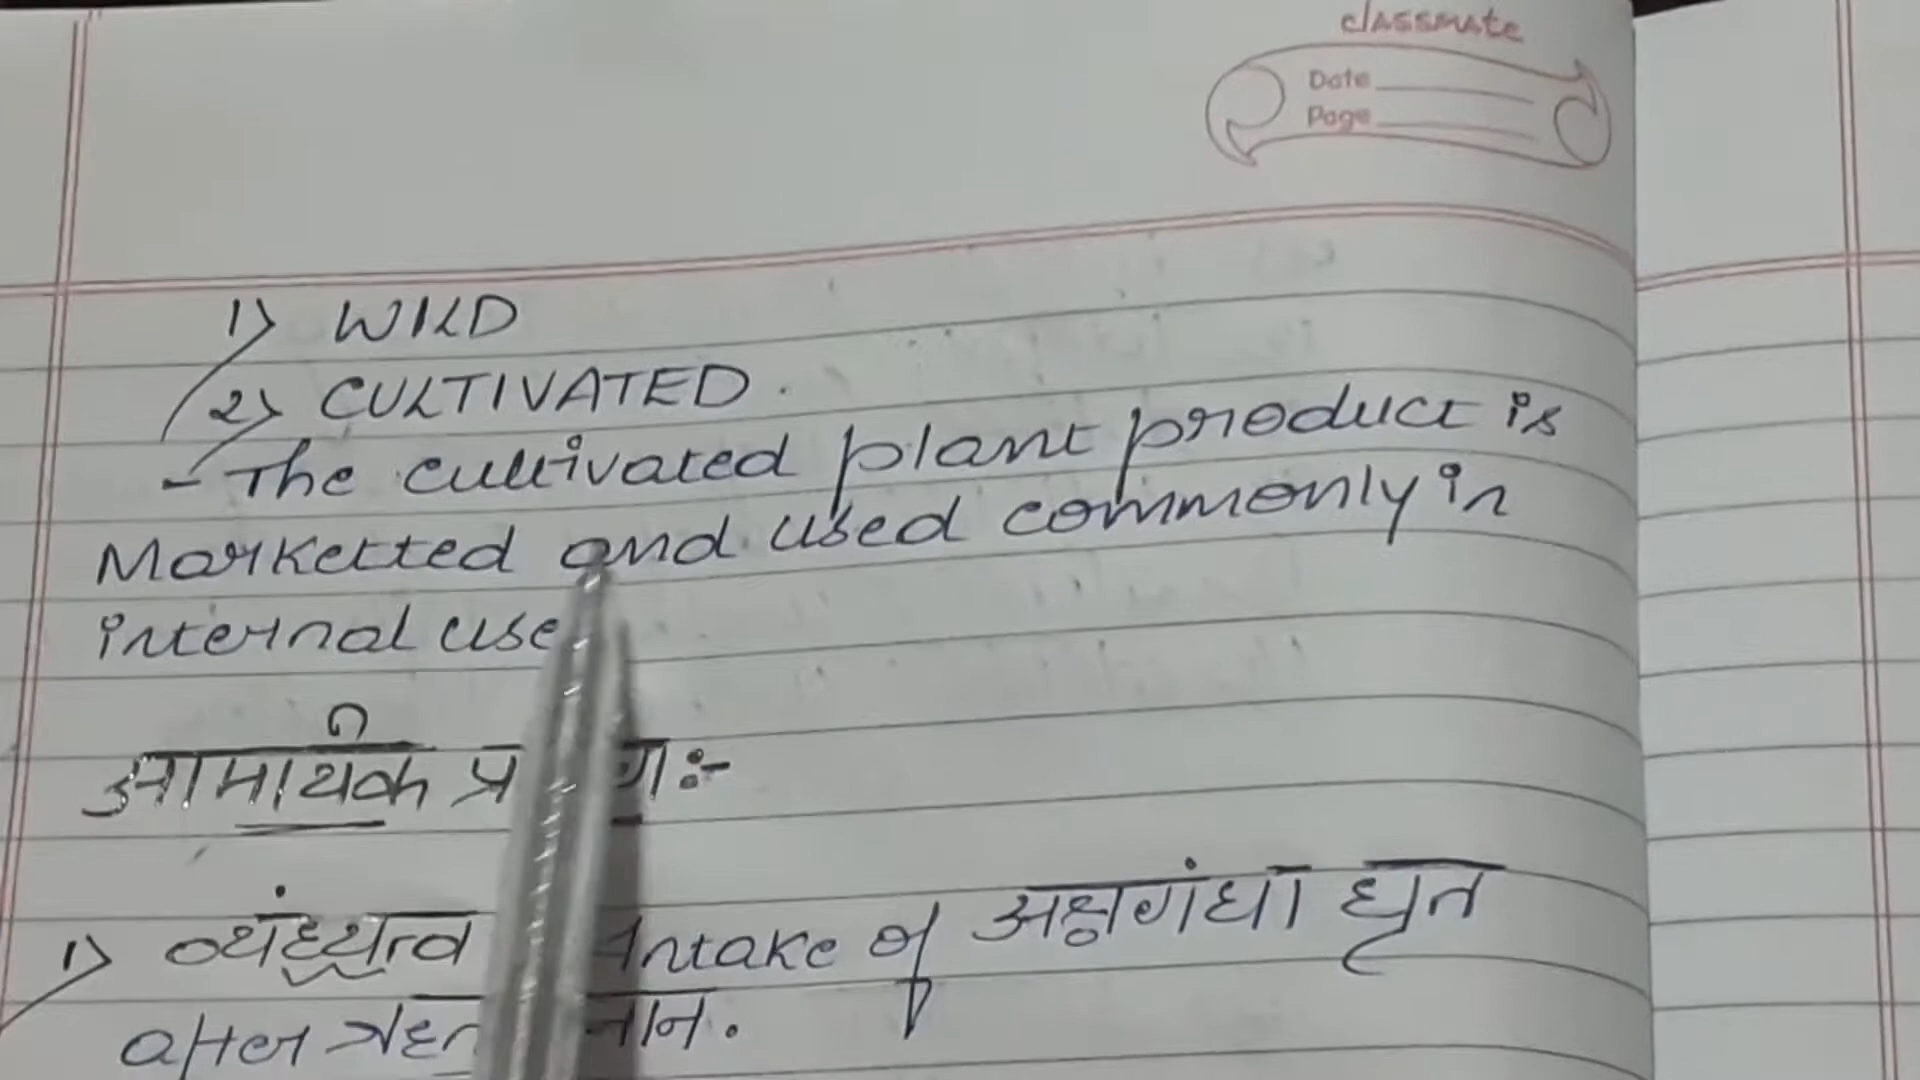 classmate
Date
Page
1) WILD
2) CULTIVATED.
- The cultivated plant product is
Marketted and used commonly in
internal use
आमयिक
1) Intake of अश्वगंधा घृत
after